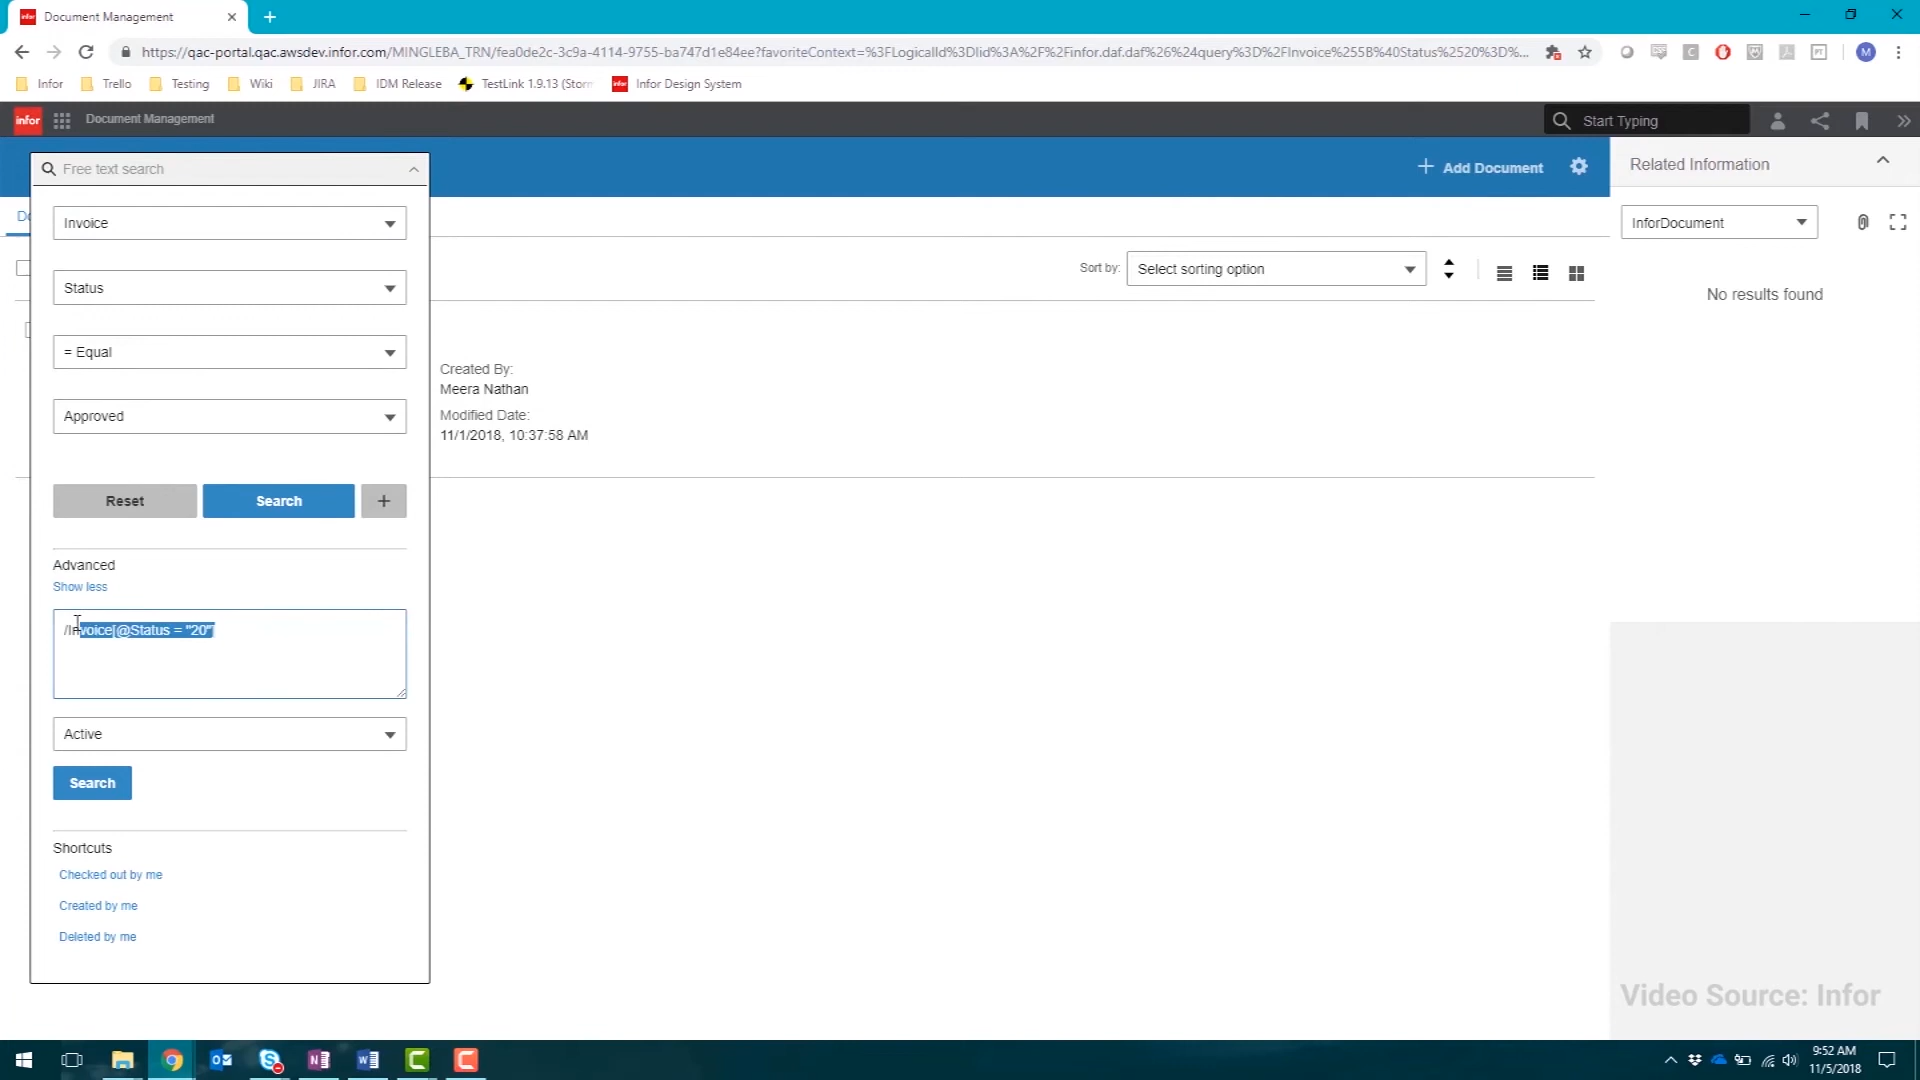 infor Document Management
https://qac-portal.qac.awsdev.infor.com/MINGLEBA_TRN/fea0de2c-3c9a-4114-9755-ba747d1e84ee?favoriteContext=%3FLogicalId%3Dlid%3A%2F%2Finfor.daf.daf%26%24query%3D%2FInvoice%255B%40Status%2520%3D%...
M
Infor Trello Testing Wiki JIRA IDM Release TestLink 1.9.13 (Storm infor Infor Design System
infor Document Management Start Typing
Free text search
Add Document
Related Information
Invoice
InforDocument
Status
Sort by: Select sorting option
No results found
= Equal
Created By:
Meera Nathan
Approved
Modified Date:
11/1/2018, 10:37:58 AM
Reset Search +
Advanced
Show less
/Invoice[@Status = "20"]
Active
Search
Shortcuts
Checked out by me
Created by me
Deleted by me
Video Source: Infor
9:52 AM
11/5/2018